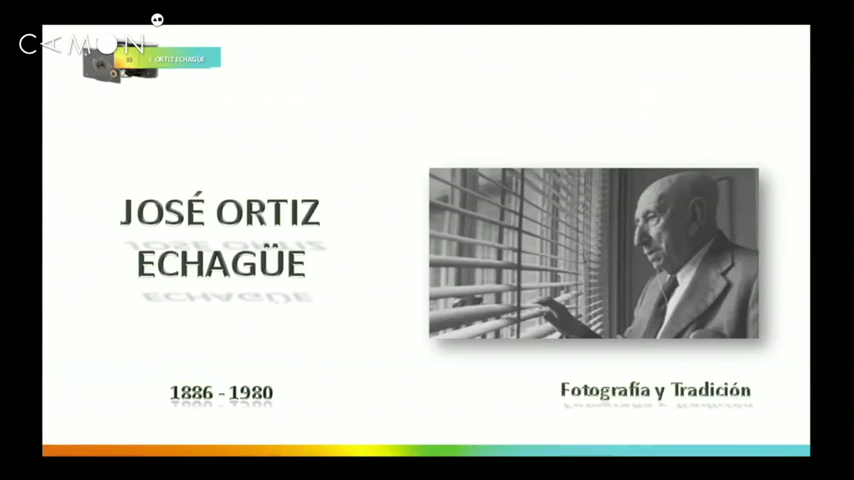 CAMON
35 J. ORTIZ ECHAGÜE
JOSÉ ORTIZ
ECHAGÜE
1886 - 1980
Fotografía y Tradición